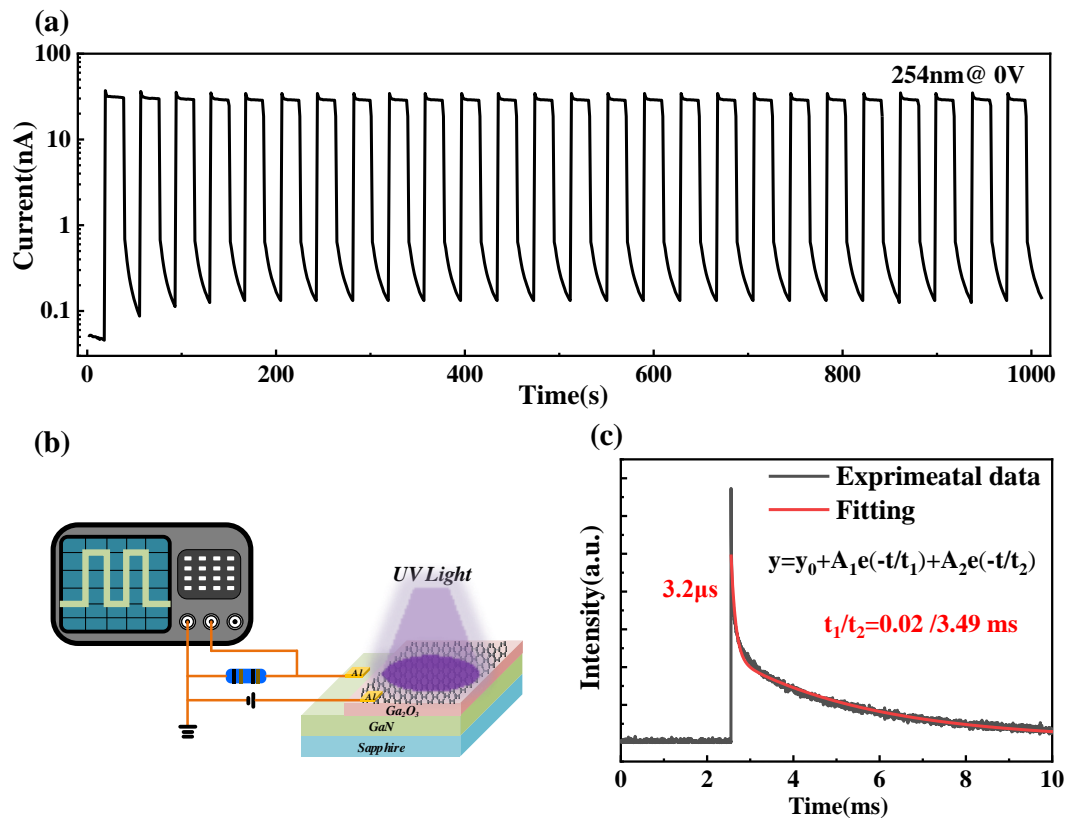 (a)
254nm@ 0V
Current(nA)
100
10
1
0.1
0 200 400 600 800 1000
Time(s)
(b)
UV Light
Al
Al
Ga₂O₃
GaN
Sapphire
(c)
Exprimeatal data
Fitting
y=y₀+A₁e(-t/t₁)+A₂e(-t/t₂)
3.2μs
t₁/t₂=0.02 /3.49 ms
Intensity(a.u.)
0 2 4 6 8 10
Time(ms)